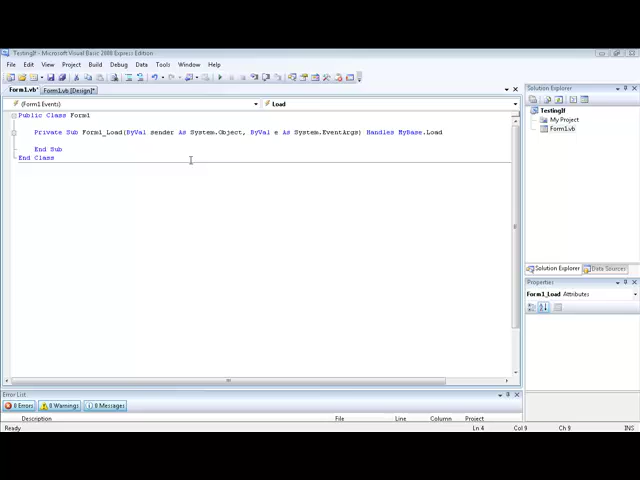 TestingIf - Microsoft Visual Basic 2008 Express Edition
File Edit View Project Build Debug Data Tools Window Help
Form1.vb* Form1.vb [Design]*
(Form1 Events) Load
Public Class Form1
Private Sub Form1_Load(ByVal sender As System.Object, ByVal e As System.EventArgs) Handles MyBase.Load
End Sub
End Class
Solution Explorer
TestingIf
My Project
Form1.vb
Solution Explorer Data Sources
Properties
Form1_Load Attributes
Error List
0 Errors 0 Warnings 0 Messages
Description File Line Column Project
Ready Ln 4 Col 9 Ch 9 INS